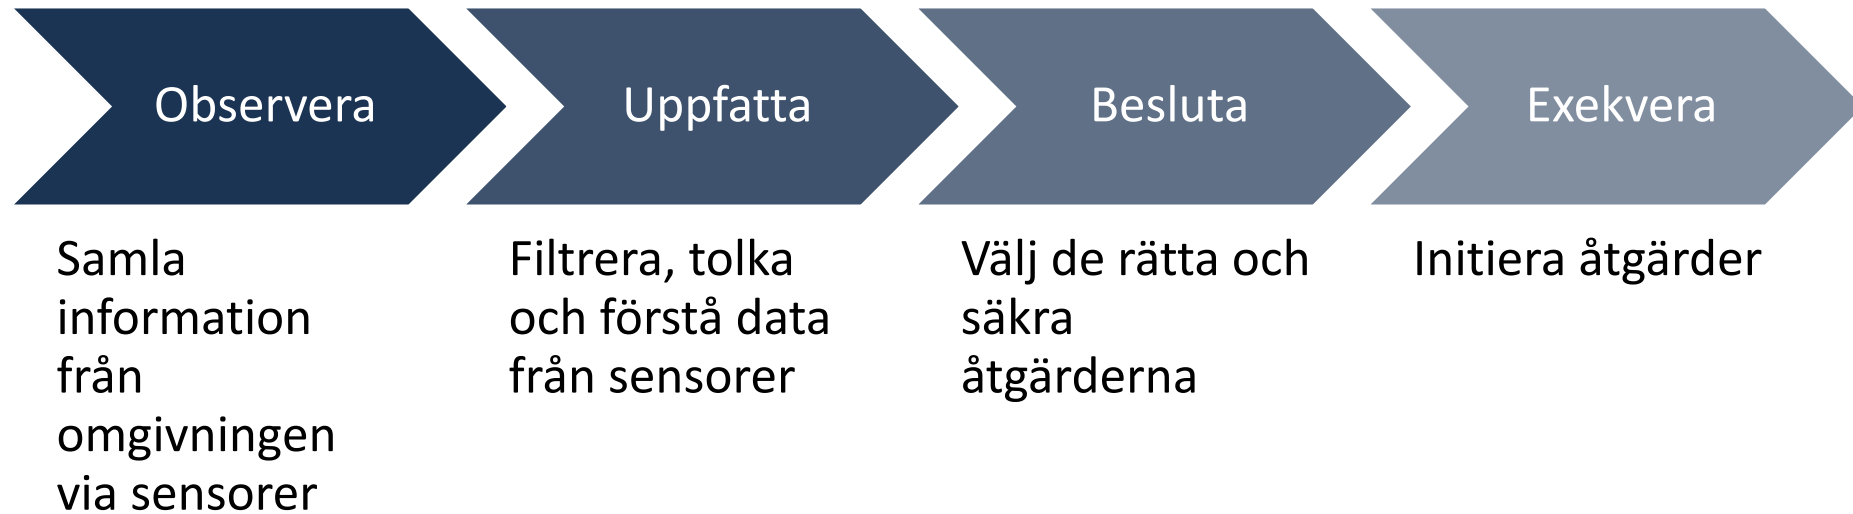 Observera
Samla
information
från
omgivningen
via sensorer
Uppfatta
Filtrera, tolka
och förstå data
från sensorer
Besluta
Välj de rätta och
säkra
åtgärderna
Exekvera
Initiera åtgärder